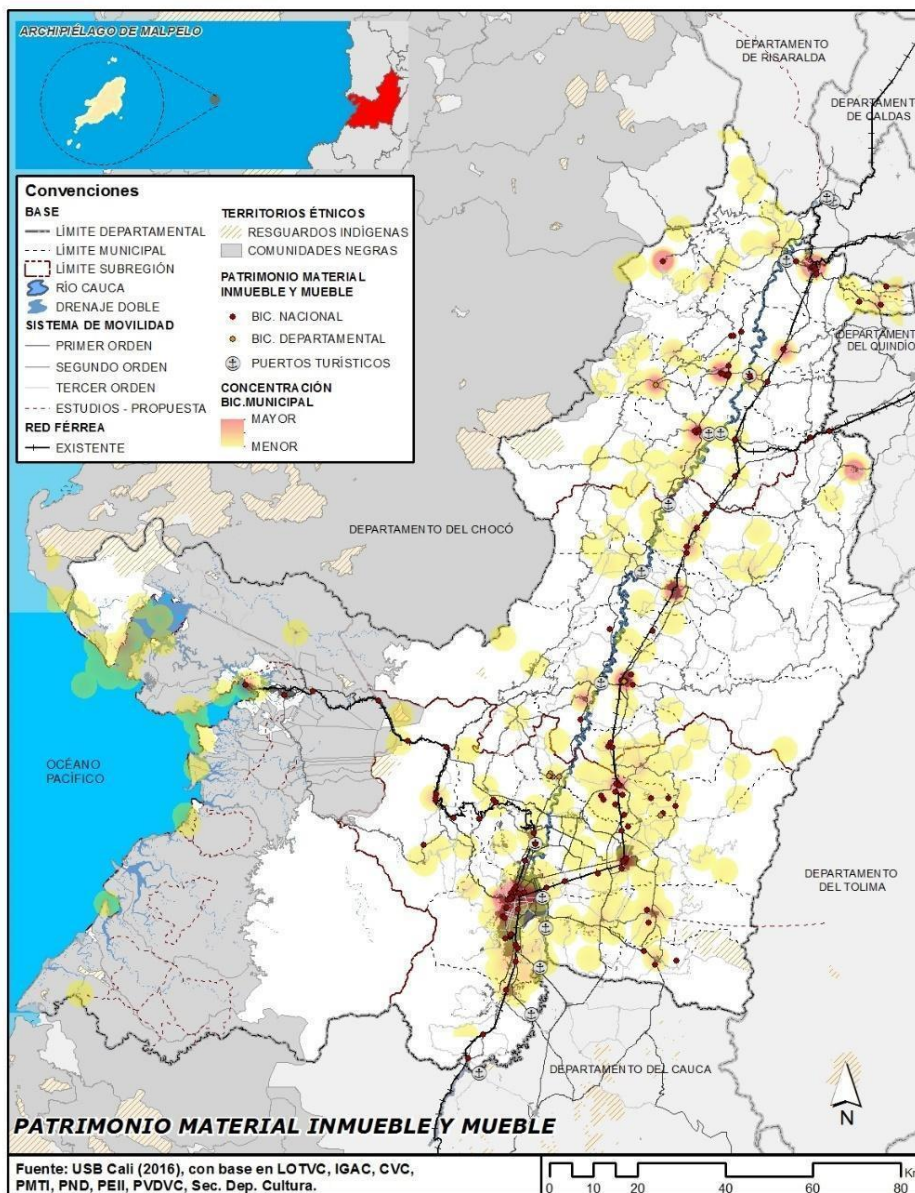 ARCHIPIÉLAGO DE MALPELO
DEPARTAMENTO
DE RISARALDA
DEPARTAMENTO
DE CALDAS
Convenciones
BASE
LÍMITE DEPARTAMENTAL
LÍMITE MUNICIPAL
LÍMITE SUBREGIÓN
RÍO CAUCA
DRENAJE DOBLE
SISTEMA DE MOVILIDAD
PRIMER ORDEN
SEGUNDO ORDEN
TERCER ORDEN
ESTUDIOS - PROPUESTA
RED FÉRREA
EXISTENTE
TERRITORIOS ÉTNICOS
RESGUARDOS INDÍGENAS
COMUNIDADES NEGRAS
PATRIMONIO MATERIAL
INMUEBLE Y MUEBLE
BIC. NACIONAL
BIC. DEPARTAMENTAL
PUERTOS TURÍSTICOS
CONCENTRACIÓN
BIC.MUNICIPAL
MAYOR
MENOR
DEPARTAMENTO
DEL QUINDÍO
DEPARTAMENTO DEL CHOCÓ
OCÉANO
PACÍFICO
DEPARTAMENTO
DEL TOLIMA
DEPARTAMENTO DEL CAUCA
N
PATRIMONIO MATERIAL INMUEBLE Y MUEBLE
Fuente: USB Cali (2016), con base en LOTVC, IGAC, CVC,
PMTI, PND, PEII, PVDVC, Sec. Dep. Cultura.
Km
0 10 20 40 60 80